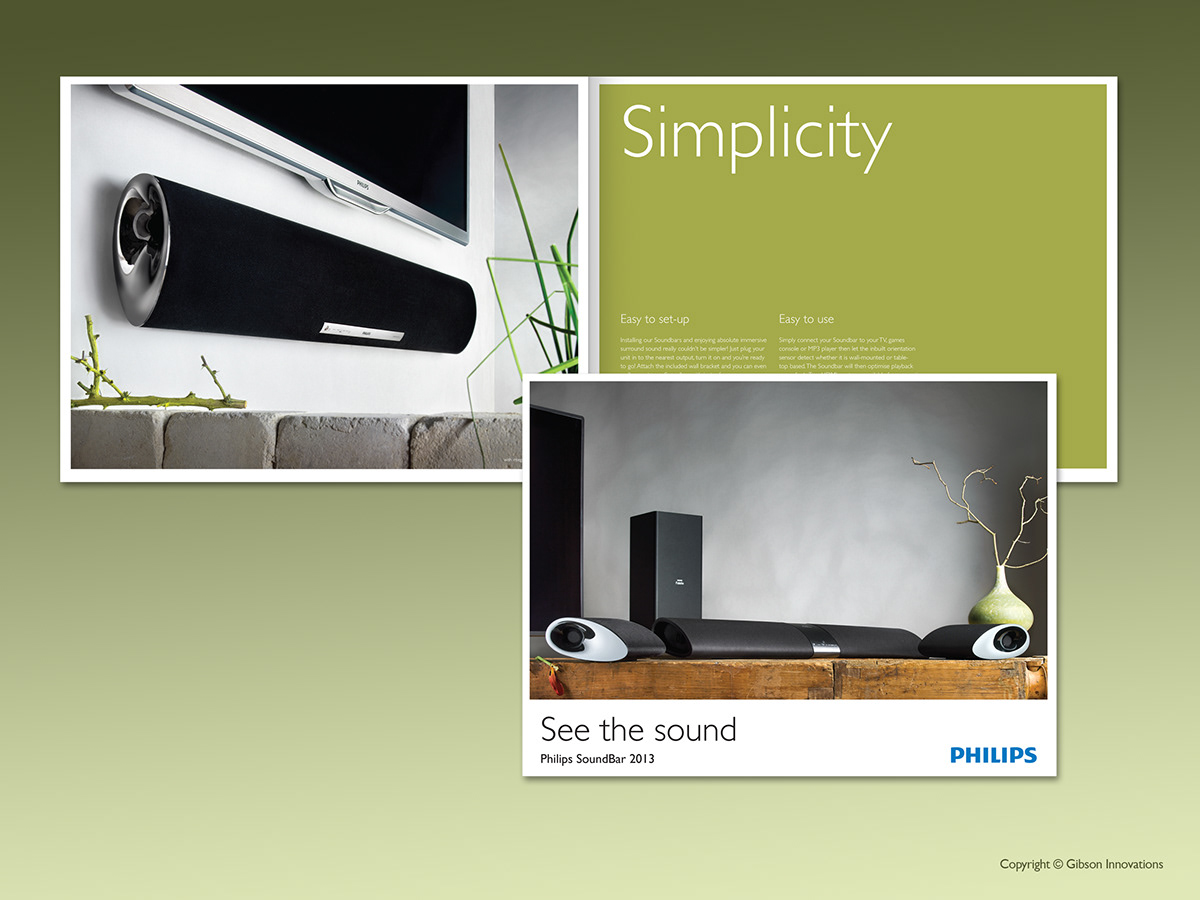 PHILIPS
Simplicity
Easy to set-up
Installing our Soundbars and enjoying absolute immersive
surround sound really couldn't be simpler! Just plug your
unit in to the nearest output, turn it on and you're ready
to go! Attach the included wall bracket and you can even
Easy to use
Simply connect your Soundbar to your TV, games
console or MP3 player then let the inbuilt orientation
sensor detect whether it is wall-mounted or table-
top based. The Soundbar will then optimise playback
See the sound
Philips SoundBar 2013
PHILIPS
Copyright © Gibson Innovations